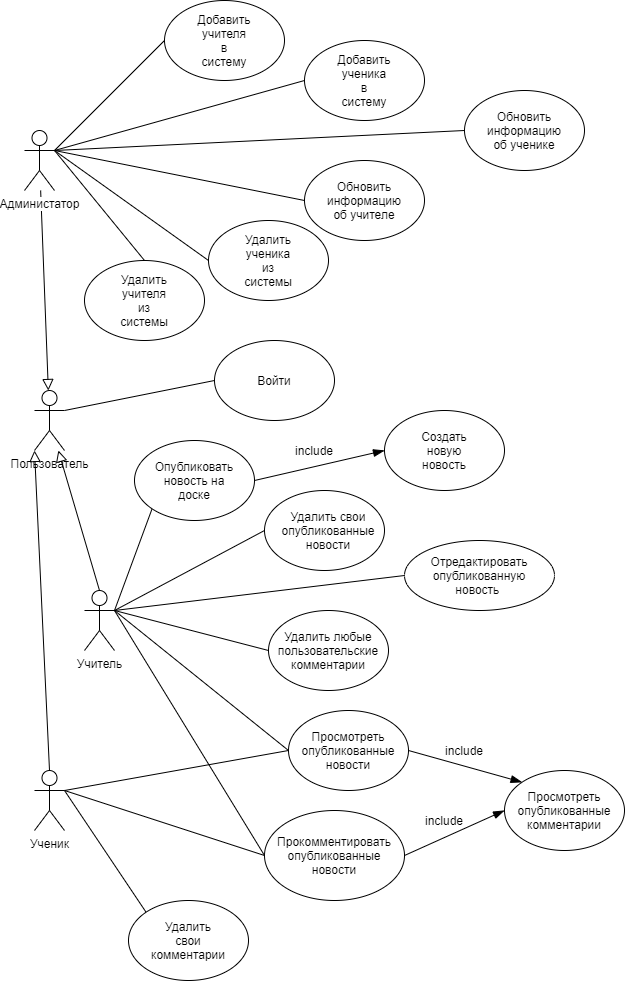 Добавить
учителя
в
систему
Добавить
ученика
в
систему
Обновить
информацию
об ученике
Администатор
Обновить
информацию
об учителе
Удалить
ученика
из
системы
Удалить
учителя
из
системы
Войти
Пользователь
Опубликовать
новость на
доске
include
Создать
новую
новость
Удалить свои
опубликованные
новости
Отредактировать
опубликованную
новость
Учитель
Удалить любые
пользовательские
комментарии
Просмотреть
опубликованные
новости
include
Просмотреть
опубликованные
комментарии
Ученик
Прокомментировать
опубликованные
новости
include
Удалить
свои
комментарии